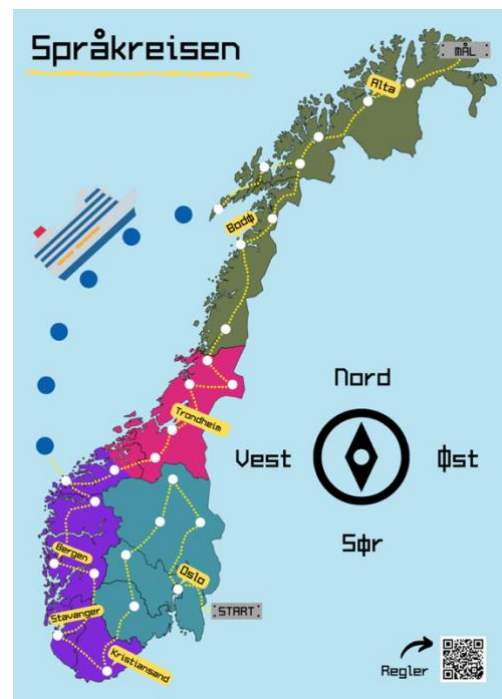 Språkreisen
MÅL
Alta
Bodø
Nord
Trondheim
Vest
Øst
Sør
Bergen
Oslo
Stavanger
START
Kristiansand
Regler